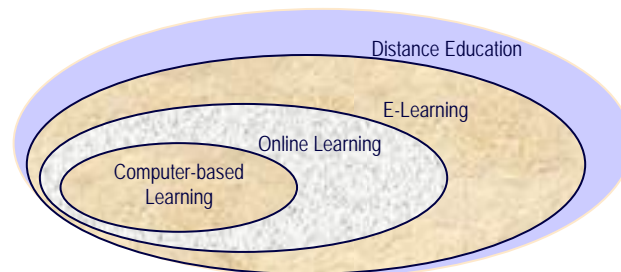 Distance Education
E-Learning
Online Learning
Computer-based
Learning